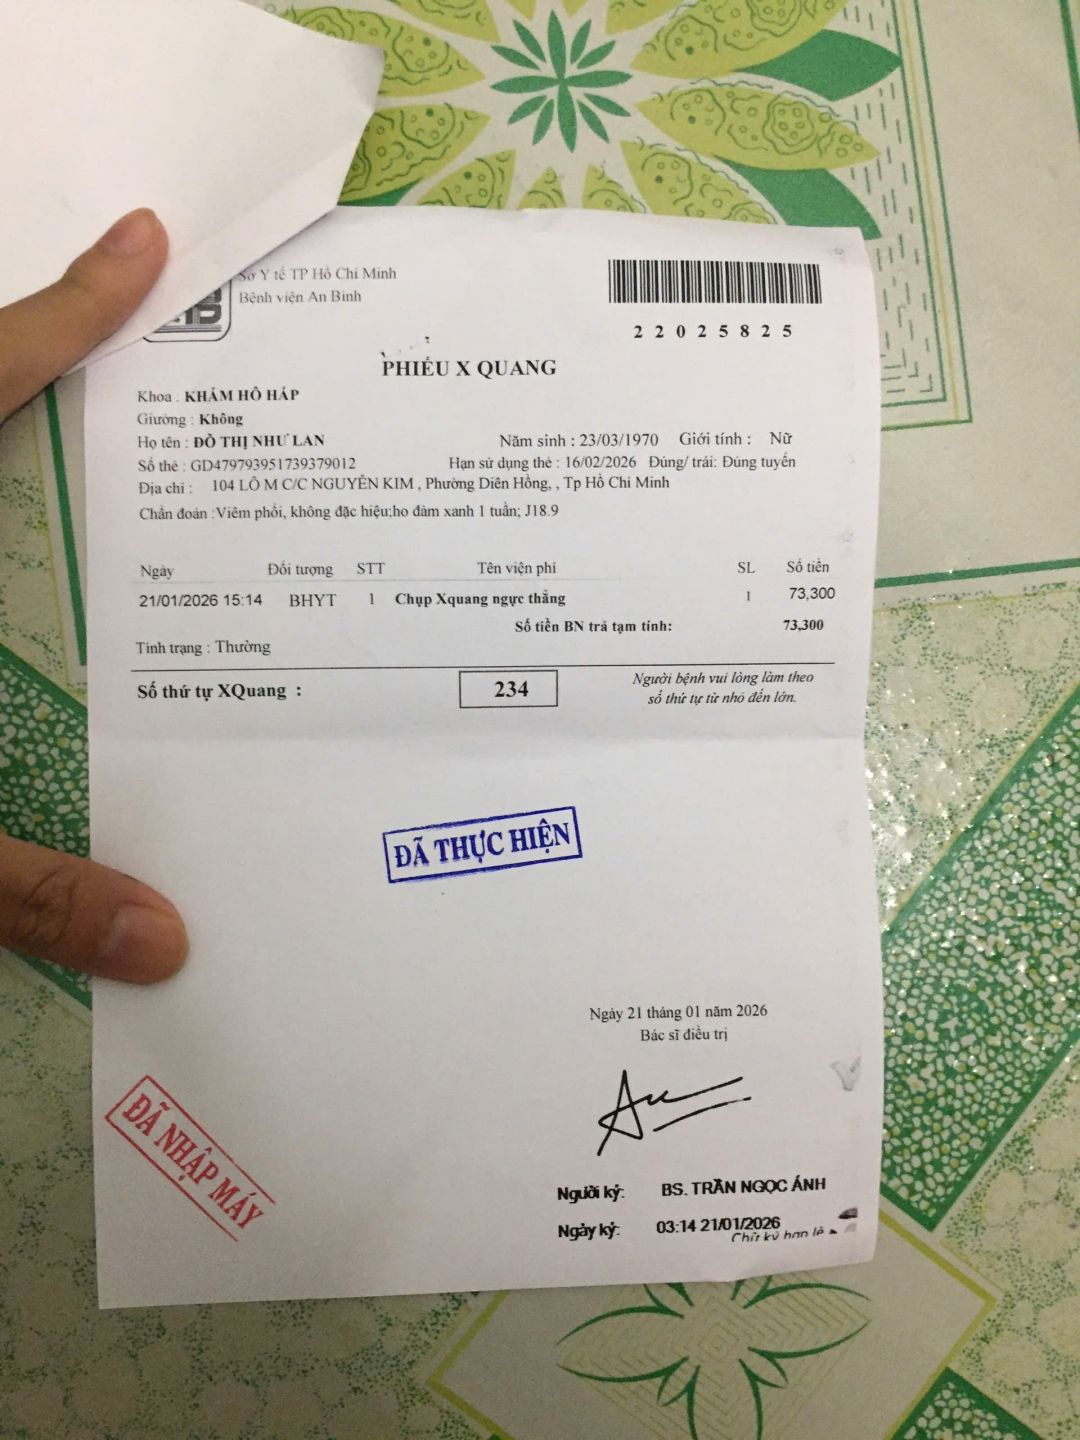 Sở Y tế TP Hồ Chí Minh
Bệnh viện An Bình
22025825
PHIẾU X QUANG
Khoa : KHÁM HÔ HẤP
Giường : Không
Họ tên : ĐỖ THỊ NHƯ LAN Năm sinh : 23/03/1970 Giới tính : Nữ
Số thẻ : GD479793951739379012 Hạn sử dụng thẻ : 16/02/2026 Đúng/ trái: Đúng tuyến
Địa chỉ : 104 LÔ M C/C NGUYỄN KIM , Phường Diên Hồng, , Tp Hồ Chí Minh
Chẩn đoán :Viêm phổi, không đặc hiệu;ho đàm xanh 1 tuần; J18.9
Ngày Đối tượng STT Tên viện phí SL Số tiền
21/01/2026 15:14 BHYT 1 Chụp Xquang ngực thẳng 1 73,300
Số tiền BN trả tạm tính: 73,300
Tình trạng : Thường
Số thứ tự XQuang : 234
Người bệnh vui lòng làm theo
số thứ tự từ nhỏ đến lớn.
ĐÃ THỰC HIỆN
Ngày 21 tháng 01 năm 2026
Bác sĩ điều trị
ĐÃ NHẬP MÁY
Người ký: BS. TRẦN NGỌC ÁNH
Ngày ký: 03:14 21/01/2026
Chữ ký hợp lệ